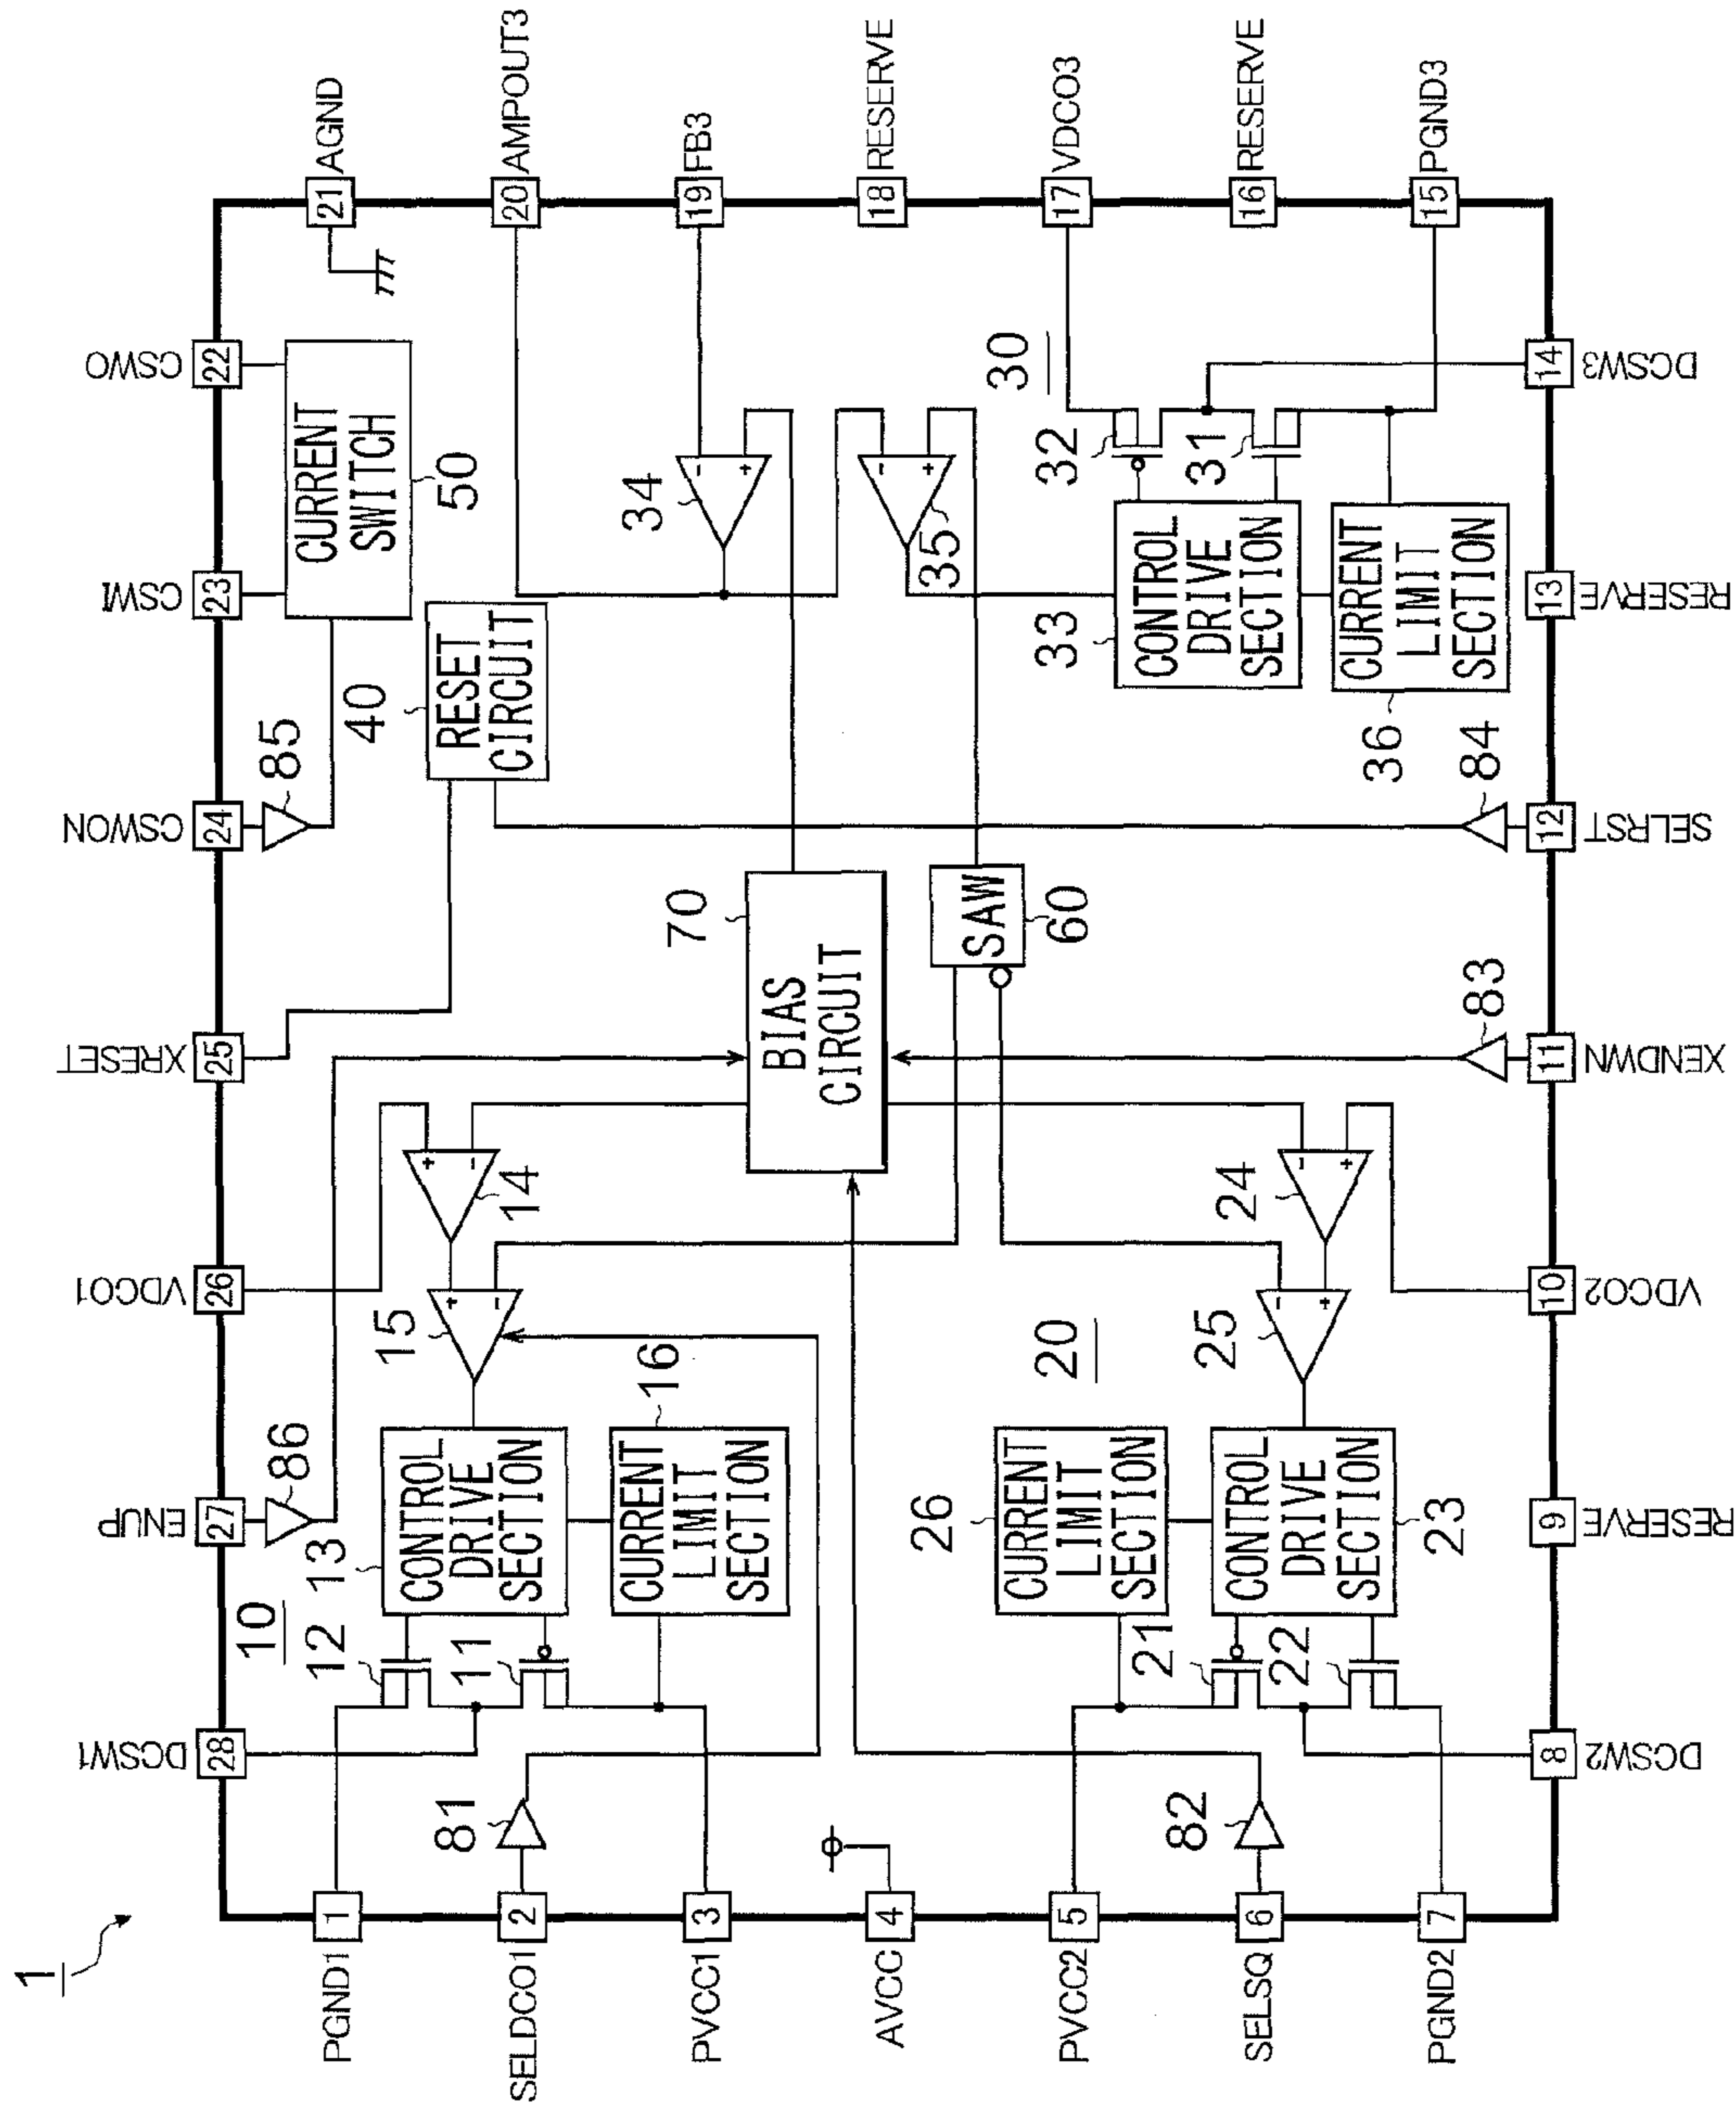 1
PGND1
SELDCO1
PVCC1
AVCC
PVCC2
SELSQ
PGND2
1
2
3
4
5
6
7
DCSW1
ENUP
VDCO1
XRESET
CSWON
CSWI
CSWO
28
27
26
25
24
23
22
AGND
AMPOUT3
FB3
RESERVE
VDCO3
RESERVE
PGND3
21
20
19
18
17
16
15
DCSW2
RESERVE
VDCO2
XENDWN
SELRST
RESERVE
DCSW3
8
9
10
11
12
13
14
10
12
11
13
CONTROL
DRIVE
SECTION
16
CURRENT
LIMIT
SECTION
15
+
-
14
+
-
81
82
86
85
20
21
22
26
CURRENT
LIMIT
SECTION
23
CONTROL
DRIVE
SECTION
25
-
+
24
-
+
83
84
70
BIAS
CIRCUIT
SAW
60
40
RESET
CIRCUIT
CURRENT
SWITCH
50
34
-
+
35
-
+
30
32
31
33
CONTROL
DRIVE
SECTION
36
CURRENT
LIMIT
SECTION